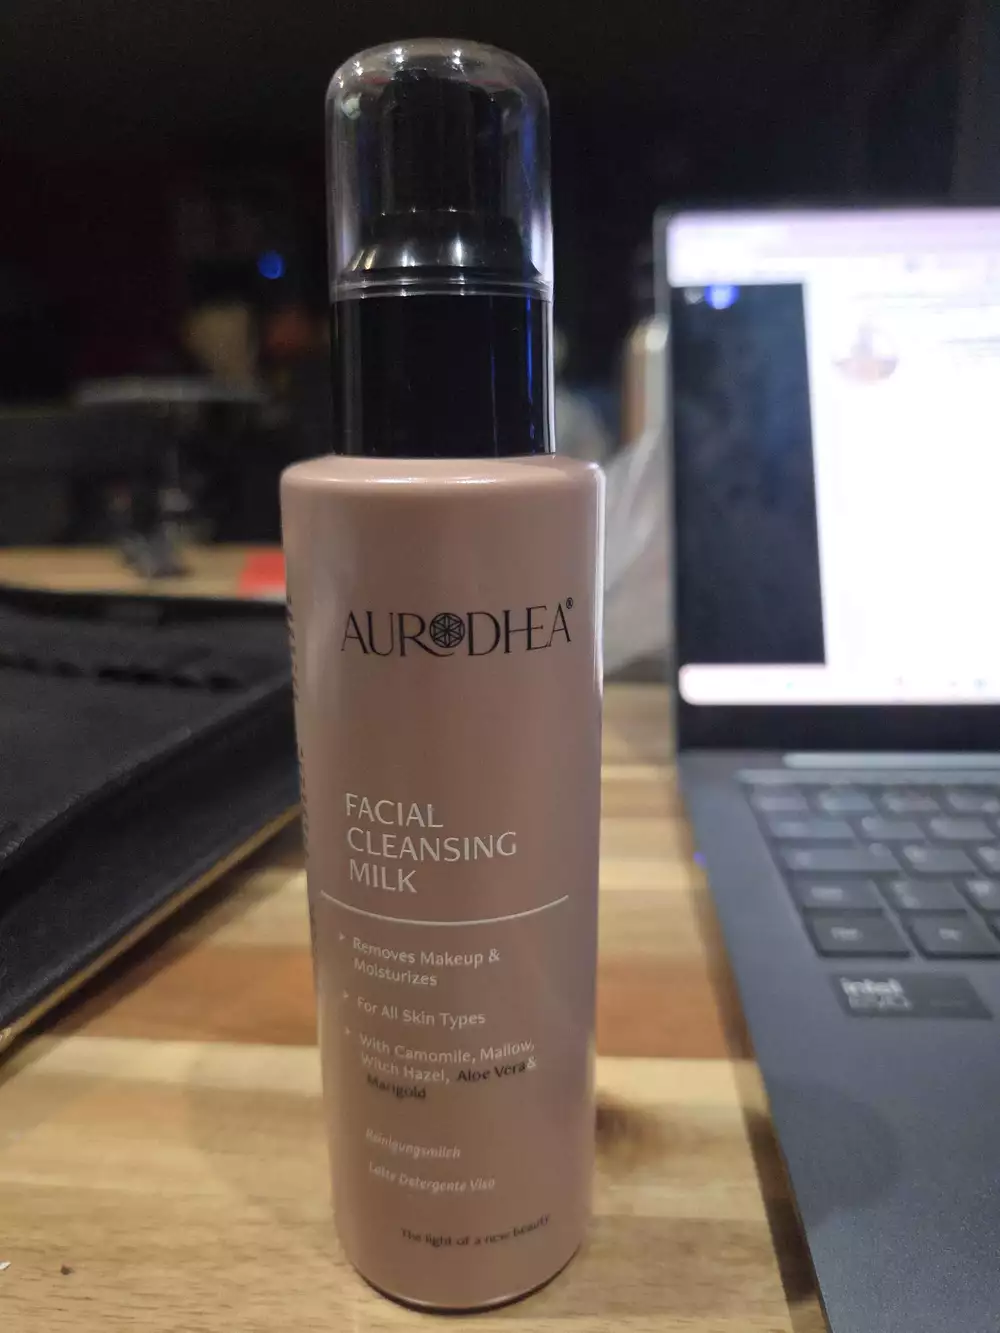 AURODHEA®
FACIAL
CLEANSING
MILK
Removes Makeup &
Moisturizes
For All Skin Types
With Camomile, Mallow,
Witch Hazel, Aloe Vera &
Marigold
Reinigungsmilch
Latte Detergente Viso
The light of a new beauty
intel